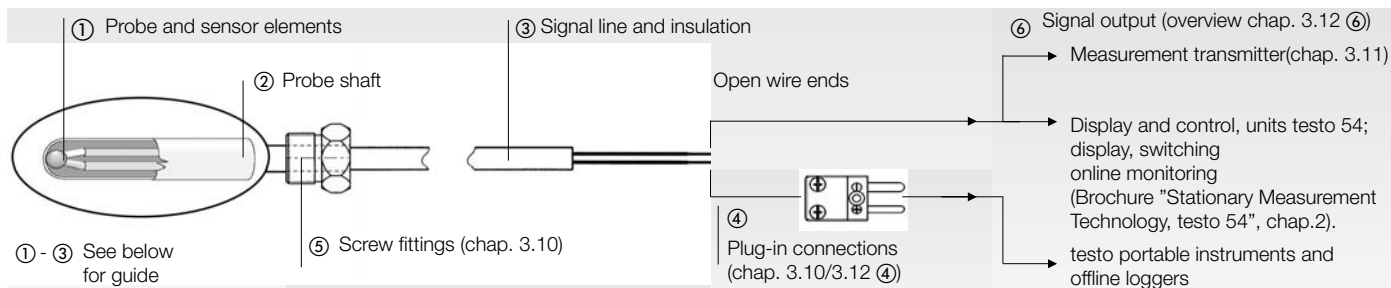 ① Probe and sensor elements
② Probe shaft
① - ③ See below
for guide
⑤ Screw fittings (chap. 3.10)
③ Signal line and insulation
Open wire ends
④
Plug-in connections
(chap. 3.10/3.12 ④)
⑥ Signal output (overview chap. 3.12 ⑥)
Measurement transmitter(chap. 3.11)
Display and control, units testo 54;
display, switching
online monitoring
(Brochure ”Stationary Measurement
Technology, testo 54”, chap.2).
testo portable instruments and
offline loggers